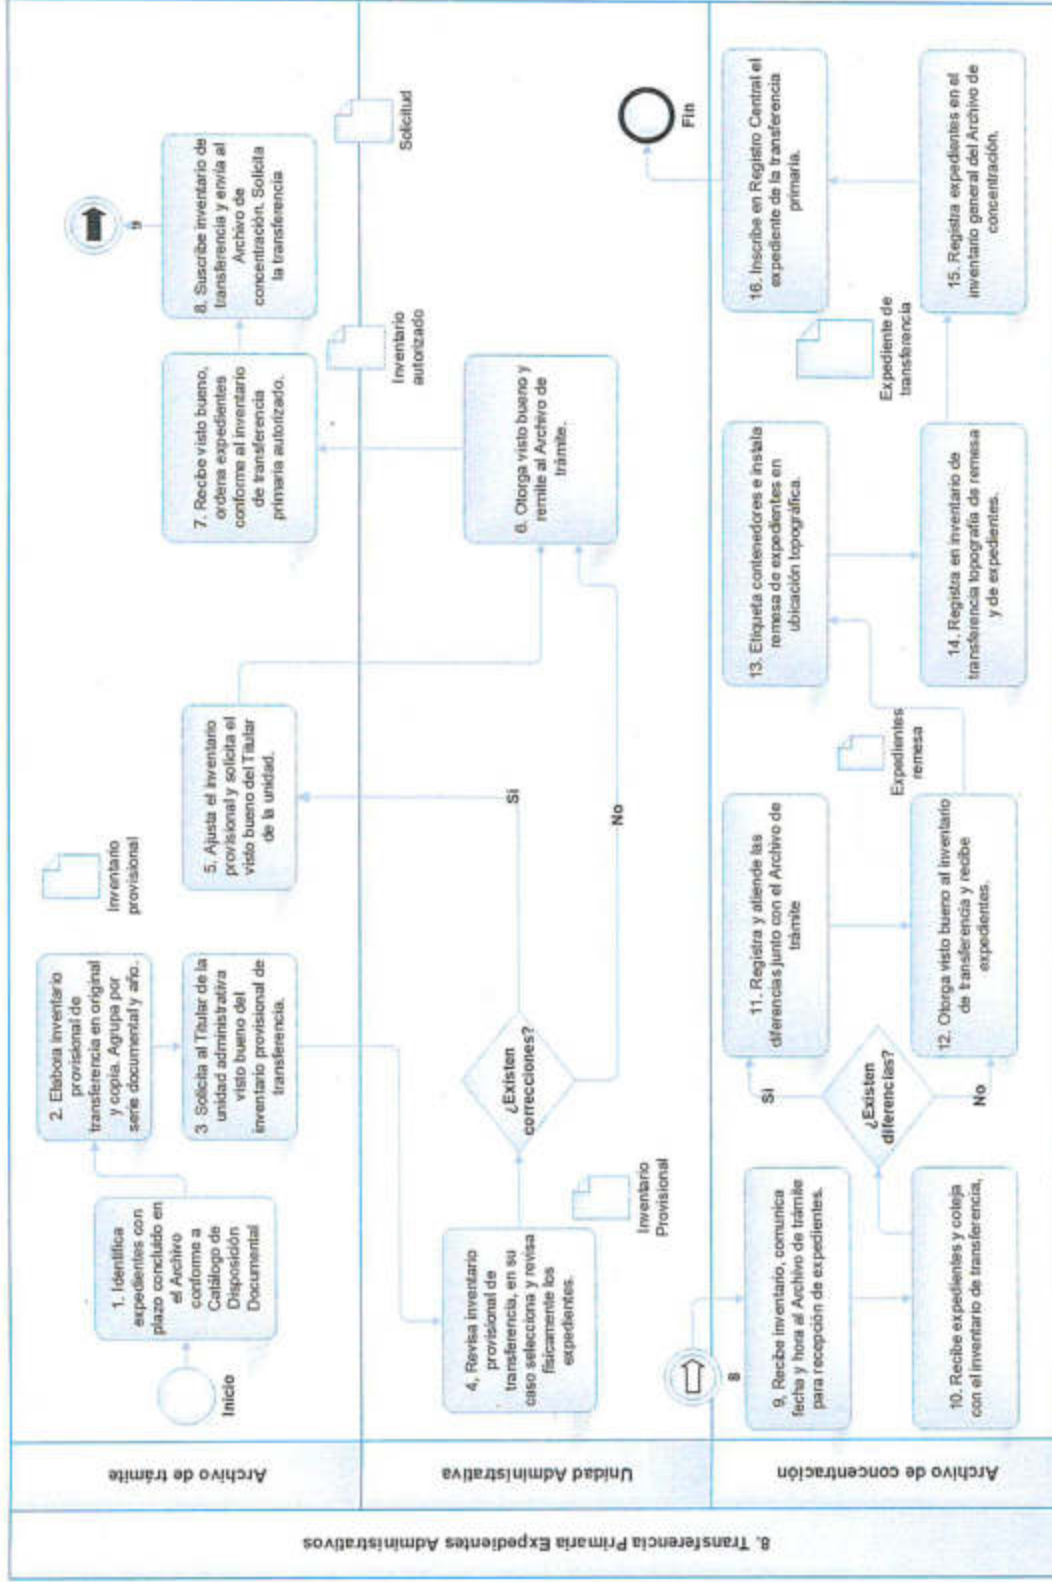 8. Transferencia Primaria Expedientes Administrativos
Archivo de trámite
Inicio
1. Identifica
expedientes con
plazo concluido en
el Archivo
conforme a
Catálogo de
Disposición
Documental
2. Elabora inventario
provisional de
transferencia en original
y copia. Agrupa por
serie documental y año.
Inventario
provisional
3 Solicita al Titular de la
unidad administrativa
visto bueno del
inventario provisional de
transferencia.
5. Ajusta el inventario
provisional y solicita el
visto bueno del Titular
de la unidad.
7. Recibe visto bueno,
ordena expedientes
conforme al inventario
de transferencia
primaria autorizado.
Inventario
autorizado
8. Suscribe inventario de
transferencia y envía al
Archivo de
concentración. Solicita
la transferencia
Solicitud
9
Unidad Administrativa
4, Revisa inventario
provisional de
transferencia, en su
caso selecciona y revisa
físicamente los
expedientes.
Inventario
Provisional
¿Existen
correcciones?
Si
No
6. Otorga visto bueno y
remite al Archivo de
trámite.
Archivo de concentración
8
9, Recibe inventario, comunica
fecha y hora al Archivo de trámite
para recepción de expedientes.
10. Recibe expedientes y coteja
con el inventario de transferencia,
¿Existen
diferencias?
Si
No
11. Registra y atiende las
diferencias junto con el Archivo de
trámite
12. Otorga visto bueno al inventario
de transferencia y recibe
expedientes.
Expedientes
remesa
13. Etiqueta contenedores e instala
remesa de expedientes en
ubicación topográfica.
14. Registra en inventario de
transferencia topografía de remesa
y de expedientes.
Expediente de
transferencia
15. Registra expedientes en el
inventario general del Archivo de
concentración.
16. Inscribe en Registro Central el
expediente de la transferencia
primaria.
Fin